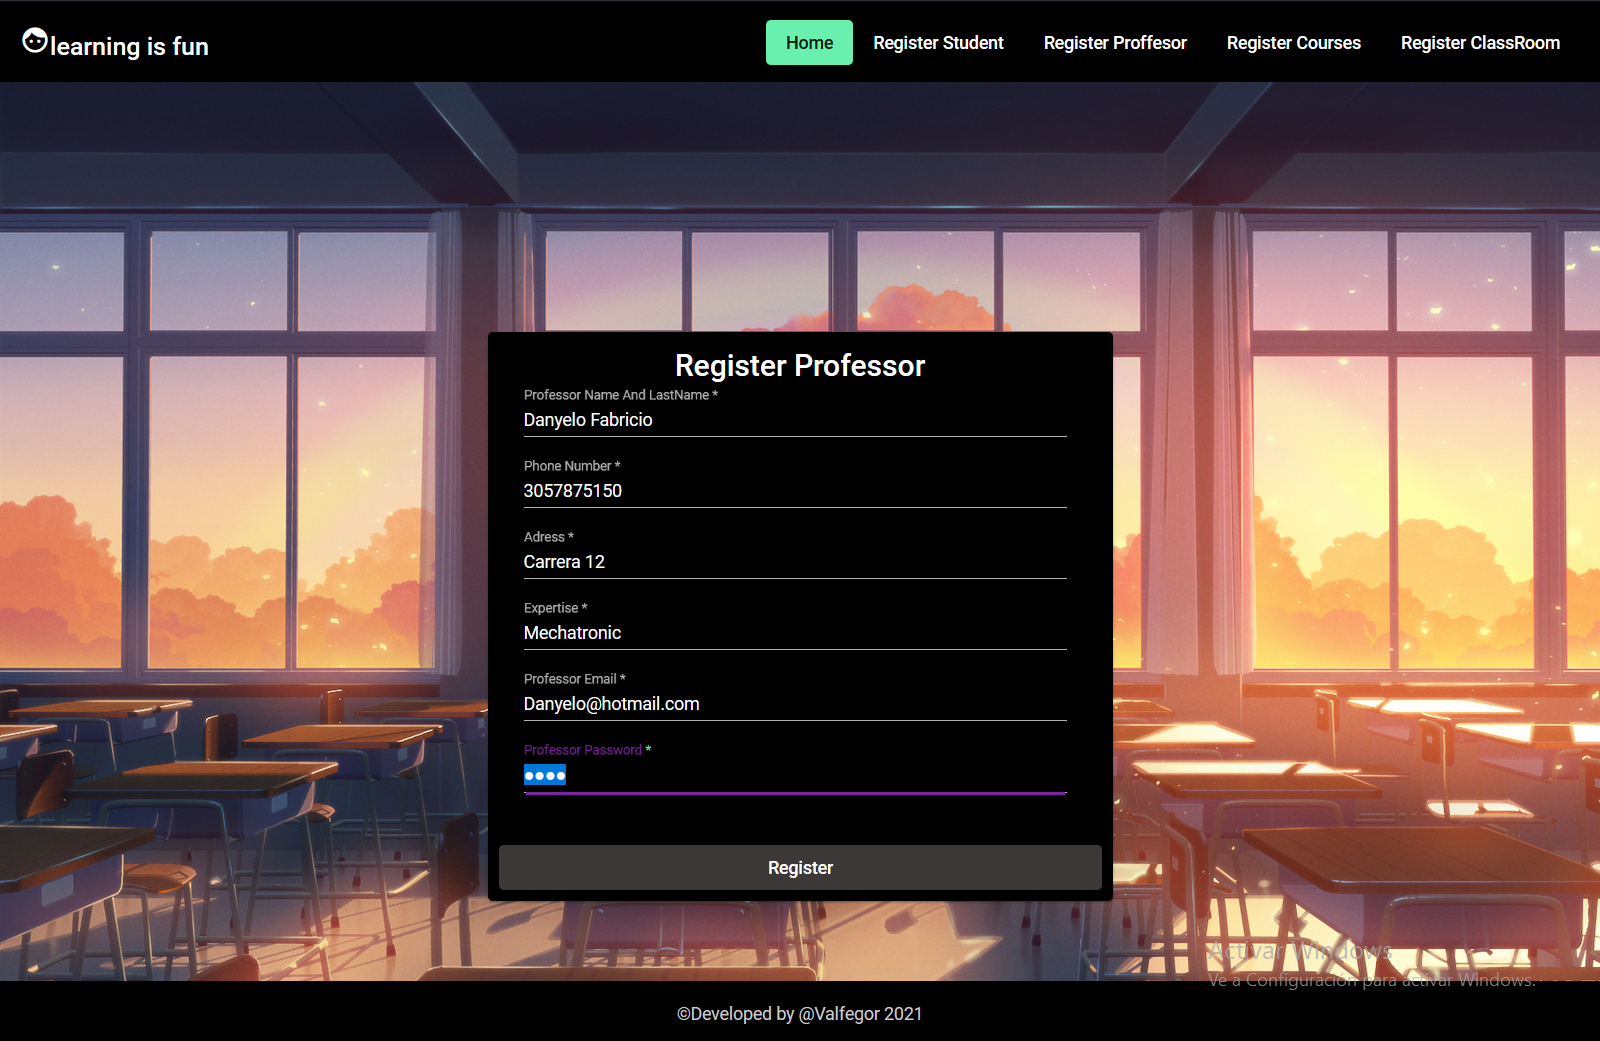 learning is fun
Home Register Student Register Proffesor Register Courses Register ClassRoom
Register Professor
Professor Name And LastName *
Danyelo Fabricio
Phone Number *
3057875150
Adress *
Carrera 12
Expertise *
Mechatronic
Professor Email *
Danyelo@hotmail.com
Professor Password *
••••
Register
Activar Windows
Ve a Configuración para activar Windows.
©Developed by @Valfegor 2021